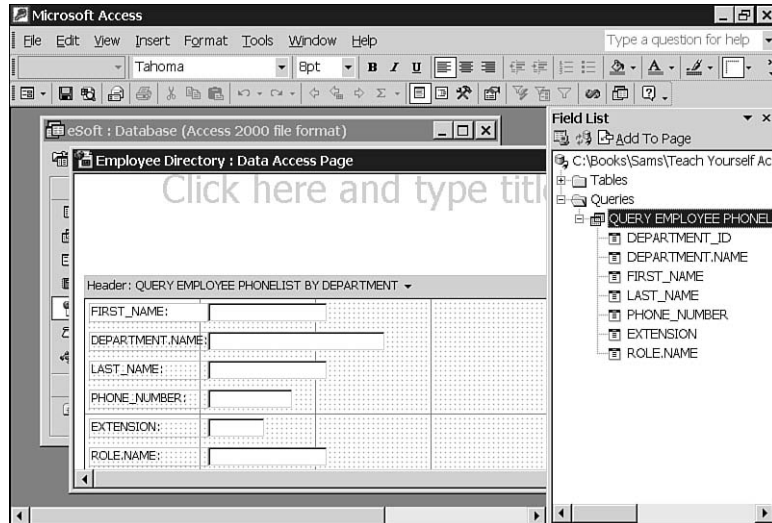 Microsoft Access
File Edit View Insert Format Tools Window Help
Type a question for help
Tahoma 8pt B I U
eSoft : Database (Access 2000 file format)
Employee Directory : Data Access Page
Click here and type title
Header: QUERY EMPLOYEE PHONELIST BY DEPARTMENT
FIRST_NAME:
DEPARTMENT.NAME:
LAST_NAME:
PHONE_NUMBER:
EXTENSION:
ROLE.NAME:
Field List
Add To Page
C:\Books\Sams\Teach Yourself Ac
Tables
Queries
QUERY EMPLOYEE PHONEL
DEPARTMENT_ID
DEPARTMENT.NAME
FIRST_NAME
LAST_NAME
PHONE_NUMBER
EXTENSION
ROLE.NAME